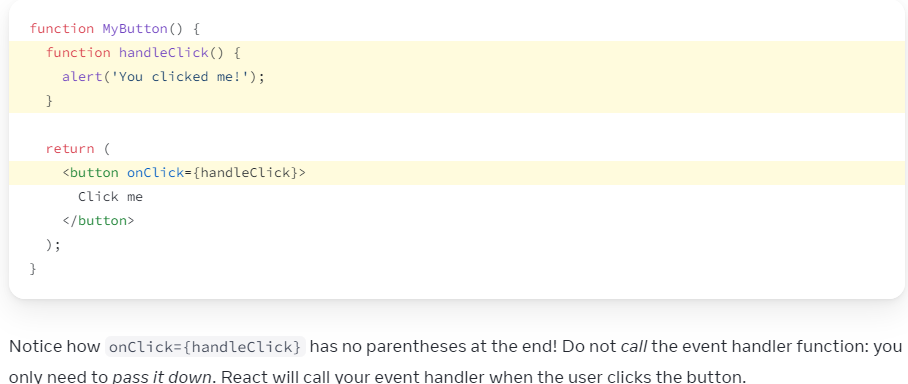 function MyButton() {
  function handleClick() {
    alert('You clicked me!');
  }

  return (
    <button onClick={handleClick}>
      Click me
    </button>
  );
}

Notice how onClick={handleClick} has no parentheses at the end! Do not call the event handler function: you
only need to pass it down. React will call your event handler when the user clicks the button.